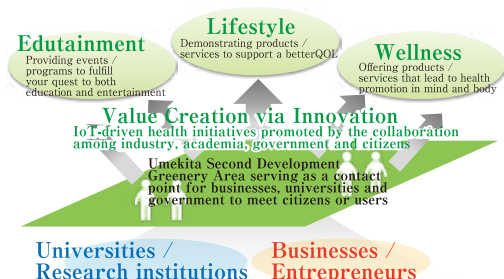 Lifestyle
Demonstrating products /
services to support a betterQOL
Edutainment
Providing events /
programs to fulfill
your quest to both
education and entertainment
Wellness
Offering products /
services that lead to health
promotion in mind and body
Value Creation via Innovation
IoT-driven health initiatives promoted by the collaboration
among industry, academia, government and citizens
Umekita Second Development
Greenery Area serving as a contact
point for businesses, universities and
government to meet citizens or users
Universities /
Research institutions
Businesses /
Entrepreneurs